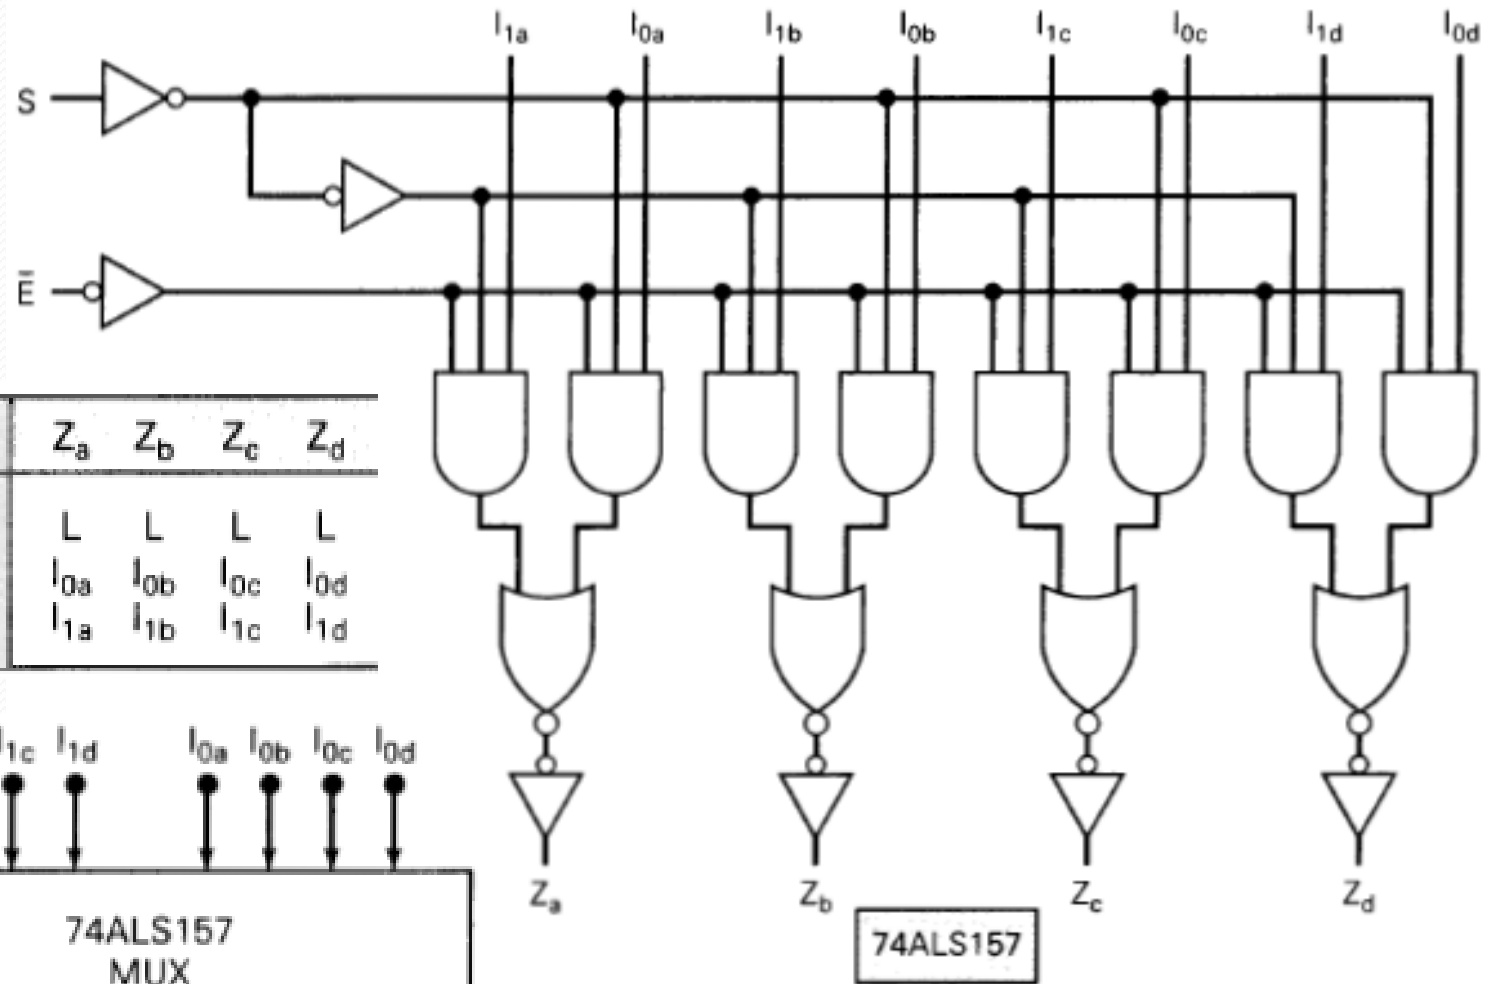 I₁ₐ I₀ₐ I₁b I₀b I₁c I₀c I₁d I₀d
S
E̅
Zₐ Zb Zc Zd
L L L L
I₀ₐ I₀b I₀c I₀d
I₁ₐ I₁b I₁c I₁d
I₁c I₁d I₀ₐ I₀b I₀c I₀d
74ALS157
MUX
Zₐ Zb Zc Zd
74ALS157